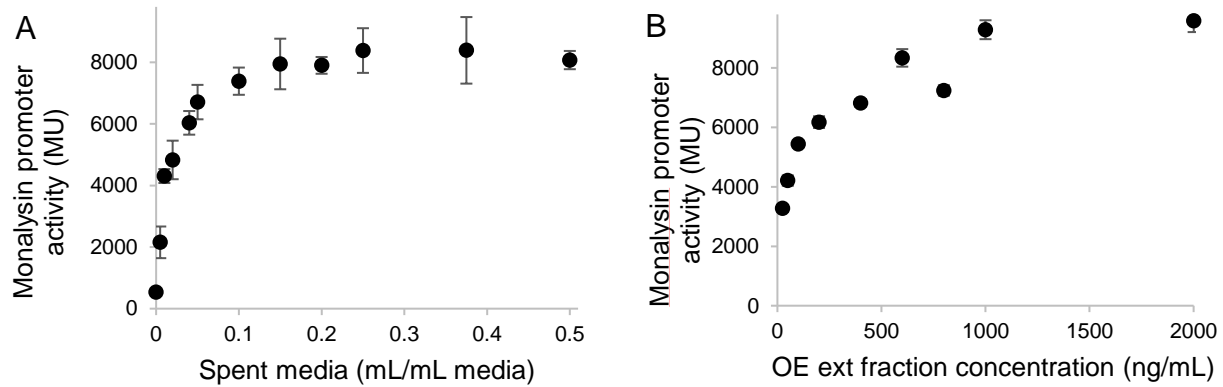 A
Monalysin promoter
activity (MU)
8000
6000
4000
2000
0
0 0.1 0.2 0.3 0.4 0.5
Spent media (mL/mL media)
B
Monalysin promoter
activity (MU)
8000
6000
4000
2000
0
0 500 1000 1500 2000
OE ext fraction concentration (ng/mL)